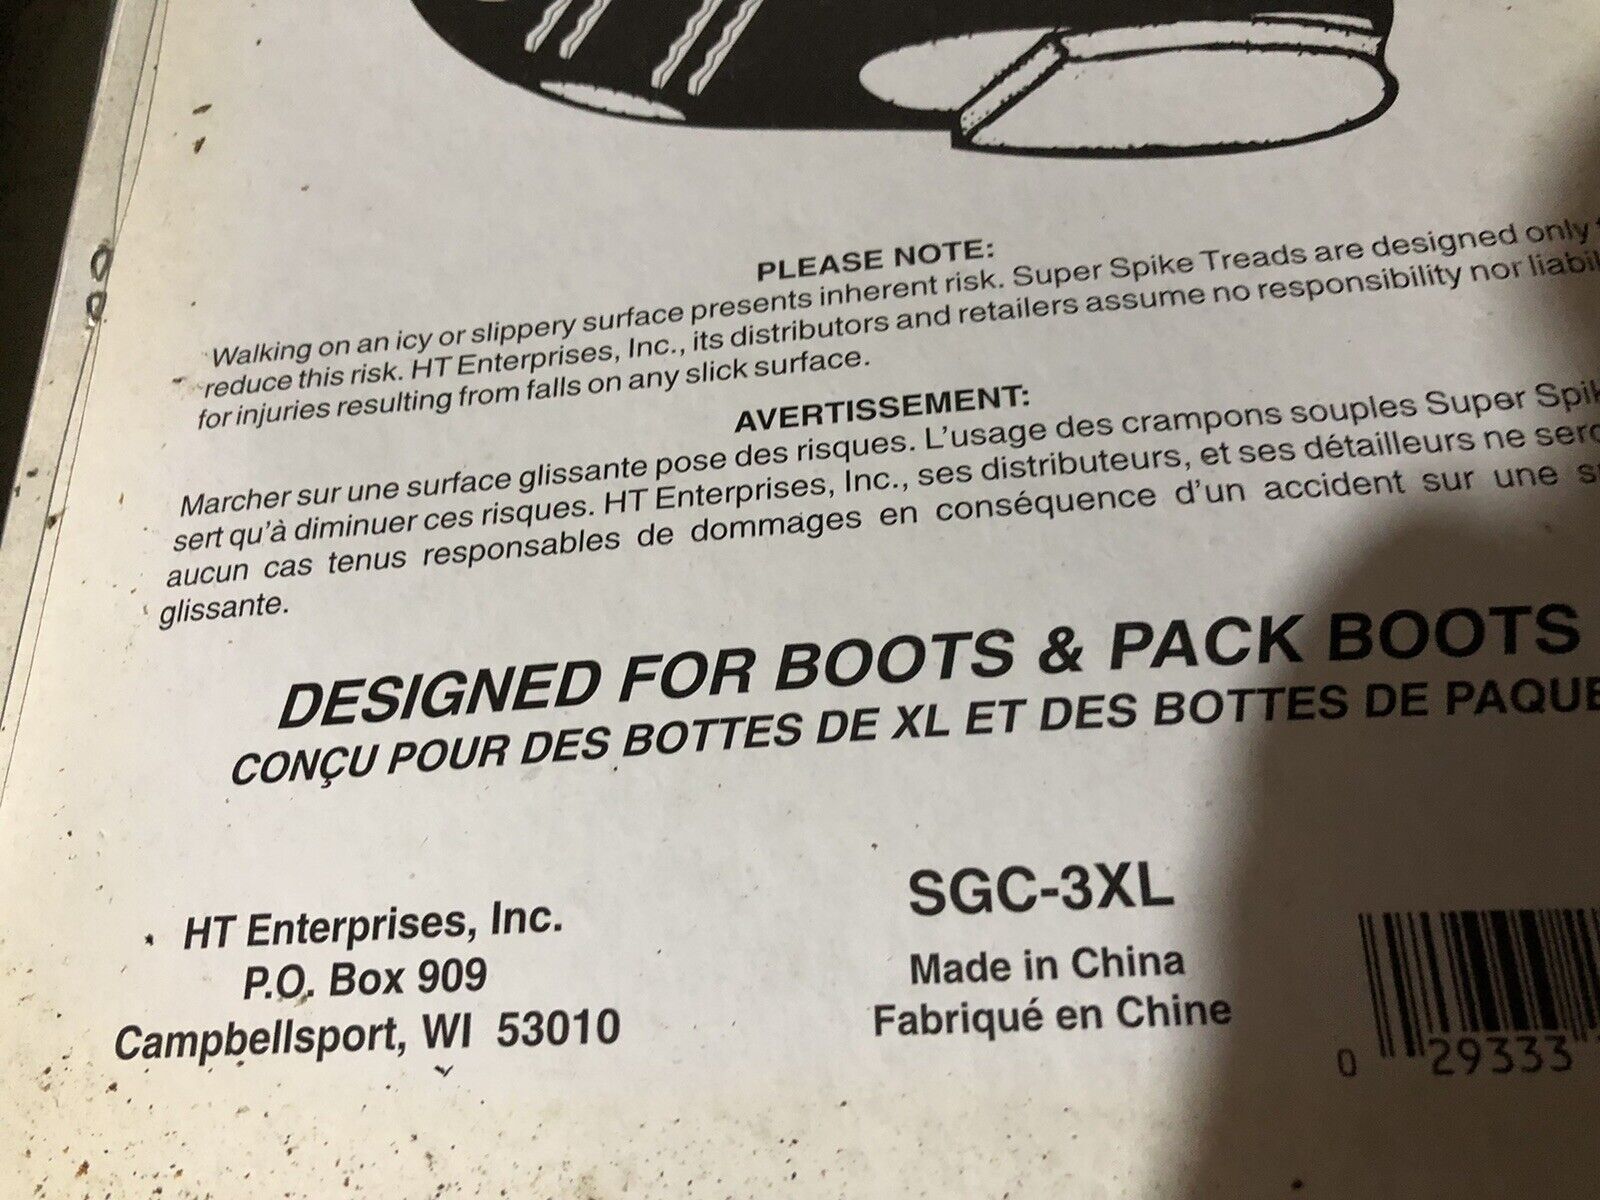 PLEASE NOTE:
Walking on an icy or slippery surface presents inherent risk. Super Spike Treads are designed only
reduce this risk. HT Enterprises, Inc., its distributors and retailers assume no responsibility nor
for injuries resulting from falls on any slick surface.
AVERTISSEMENT:
Marcher sur une surface glissante pose des risques. L'usage des crampons souples Super
sert qu'à diminuer ces risques. HT Enterprises, Inc., ses distributeurs, et ses détailleurs ne
aucun cas tenus responsables de dommages en conséquence d'un accident sur une
glissante.
DESIGNED FOR BOOTS & PACK BOOTS
CONÇU POUR DES BOTTES DE XL ET DES BOTTES DE
HT Enterprises, Inc.
P.O. Box 909
Campbellsport, WI 53010
SGC-3XL
Made in China
Fabriqué en Chine
0 29333